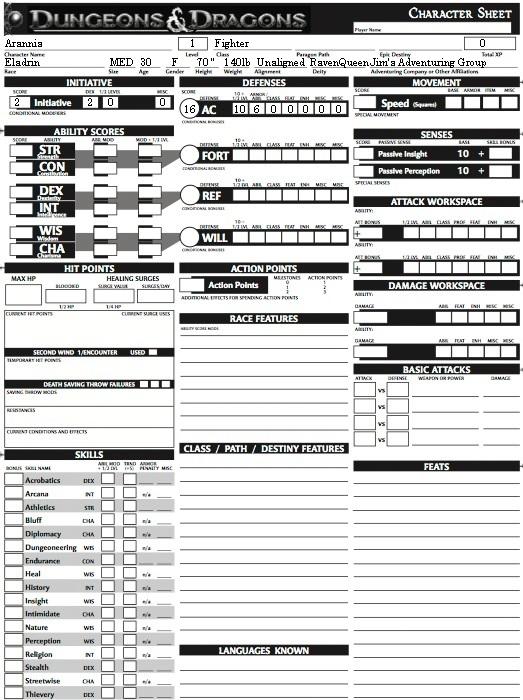 DUNGEONS & DRAGONS
CHARACTER SHEET
Player Name
Arannis 1 Fighter 0
Character Name Level Class Paragon Path Epic Destiny Total XP
Eladrin MED 30 F 70" 140lb Unaligned RavenQueen Jim's Adventuring Group
Race Size Age Gender Height Weight Alignment Deity Adventuring Company or Other Affiliations
INITIATIVE
SCORE DEX 1/2 LEVEL MISC
2 Initiative 2 0 0
CONDITIONAL MODIFIERS
DEFENSES
SCORE DEFENSE 10 + 1/2 LVL ARMOR / ABIL CLASS FEAT ENH MISC MISC
16 AC 10 6 0 0 0 0 0
CONDITIONAL BONUSES
MOVEMENT
SCORE BASE ARMOR ITEM MISC
Speed (Squares)
SPECIAL MOVEMENT
ABILITY SCORES
SCORE ABILITY ABIL MOD MOD + 1/2 LVL
STR
Strength
CON
Constitution
DEX
Dexterity
INT
Intelligence
WIS
Wisdom
CHA
Charisma
DEFENSE 10 + 1/2 LVL ABIL CLASS FEAT ENH MISC MISC
FORT
CONDITIONAL BONUSES
DEFENSE 10 + 1/2 LVL ABIL CLASS FEAT ENH MISC MISC
REF
CONDITIONAL BONUSES
DEFENSE 10 + 1/2 LVL ABIL CLASS FEAT ENH MISC MISC
WILL
CONDITIONAL BONUSES
SENSES
SCORE PASSIVE SENSE BASE SKILL BONUS
Passive Insight 10 +
Passive Perception 10 +
SPECIAL SENSES
ATTACK WORKSPACE
ABILITY:
ATT BONUS 1/2 LVL ABIL CLASS PROF FEAT ENH MISC
+
ABILITY:
ATT BONUS 1/2 LVL ABIL CLASS PROF FEAT ENH MISC
+
HIT POINTS
MAX HP HEALING SURGES
BLOODIED SURGE VALUE SURGES/DAY
1/2 HP 1/4 HP
CURRENT HIT POINTS CURRENT SURGE USES
SECOND WIND 1/ENCOUNTER USED
TEMPORARY HIT POINTS
DEATH SAVING THROW FAILURES
SAVING THROW MODS
RESISTANCES
CURRENT CONDITIONS AND EFFECTS
ACTION POINTS
Action Points
MILESTONES ACTION POINTS
0 1
1 2
2 3
ADDITIONAL EFFECTS FOR SPENDING ACTION POINTS
DAMAGE WORKSPACE
ABILITY:
DAMAGE ABIL FEAT ENH MISC MISC
ABILITY:
DAMAGE ABIL FEAT ENH MISC MISC
RACE FEATURES
ABILITY SCORE MODS
BASIC ATTACKS
ATTACK DEFENSE WEAPON OR POWER DAMAGE
VS
VS
VS
VS
CLASS / PATH / DESTINY FEATURES
SKILLS
BONUS SKILL NAME ABIL MOD + 1/2 LVL TRND (+5) ARMOR PENALTY MISC
Acrobatics DEX
Arcana INT n/a
Athletics STR
Bluff CHA n/a
Diplomacy CHA n/a
Dungeoneering WIS n/a
Endurance CON
Heal WIS n/a
History INT n/a
Insight WIS n/a
Intimidate CHA n/a
Nature WIS n/a
Perception WIS n/a
Religion INT n/a
Stealth DEX
Streetwise CHA n/a
Thievery DEX
FEATS
LANGUAGES KNOWN